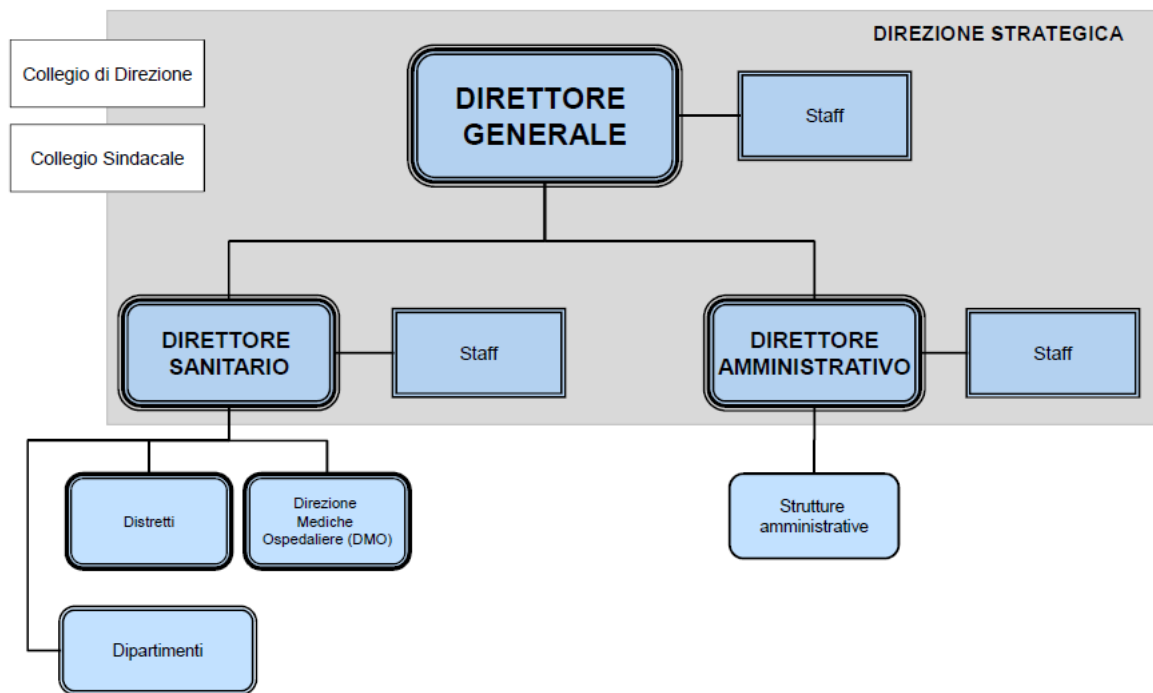 DIREZIONE STRATEGICA
Collegio di Direzione
Collegio Sindacale
DIRETTORE
GENERALE
Staff
DIRETTORE
SANITARIO
Staff
DIRETTORE
AMMINISTRATIVO
Staff
Distretti
Direzione
Mediche
Ospedaliere (DMO)
Strutture
amministrative
Dipartimenti